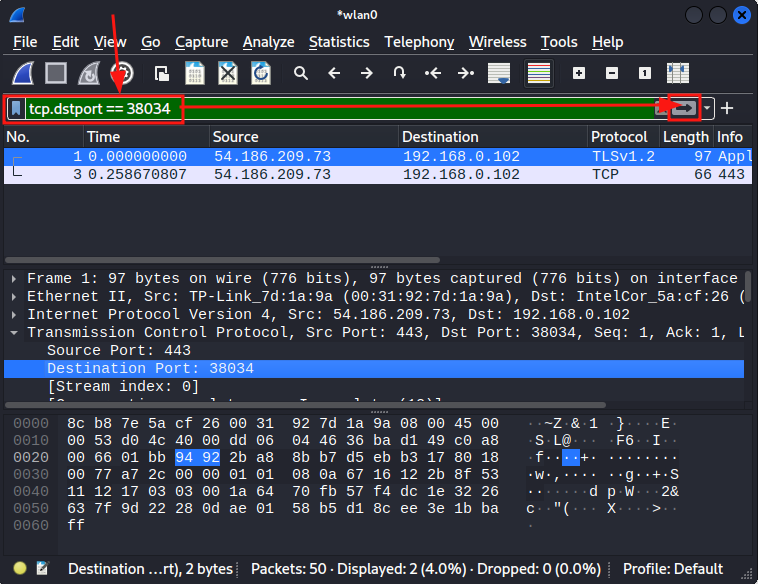 *wlan0
File Edit View Go Capture Analyze Statistics Telephony Wireless Tools Help
tcp.dstport == 38034
No. Time Source Destination Protocol Length Info
1 0.000000000 54.186.209.73 192.168.0.102 TLSv1.2 97 Appl
3 0.258670807 54.186.209.73 192.168.0.102 TCP 66 443
Frame 1: 97 bytes on wire (776 bits), 97 bytes captured (776 bits) on interface
Ethernet II, Src: TP-Link_7d:1a:9a (00:31:92:7d:1a:9a), Dst: IntelCor_5a:cf:26 (
Internet Protocol Version 4, Src: 54.186.209.73, Dst: 192.168.0.102
Transmission Control Protocol, Src Port: 443, Dst Port: 38034, Seq: 1, Ack: 1, L
Source Port: 443
Destination Port: 38034
[Stream index: 0]
0000 8c b8 7e 5a cf 26 00 31 92 7d 1a 9a 08 00 45 00 ··~Z·&·1 ·}····E·
0010 00 53 d0 4c 40 00 dd 06 04 46 36 ba d1 49 c0 a8 ·S·L@··· ·F6··I··
0020 00 66 01 bb 94 92 2b a8 8b b7 d5 eb b3 17 80 18 ·f····+· ········
0030 00 77 a7 2c 00 00 01 01 08 0a 67 16 12 2b 8f 53 ·w·,···· ··g··+·S
0040 11 12 17 03 03 00 1a 64 70 fb 57 f4 dc 1e 32 26 ·······d p·W···2&
0050 63 7f 9d 22 28 0d ae 01 58 b5 d1 8c ee 3e 1b ba c··"(··· X····>··
0060 ff ·
Destination ...rt), 2 bytes Packets: 50 · Displayed: 2 (4.0%) · Dropped: 0 (0.0%) Profile: Default